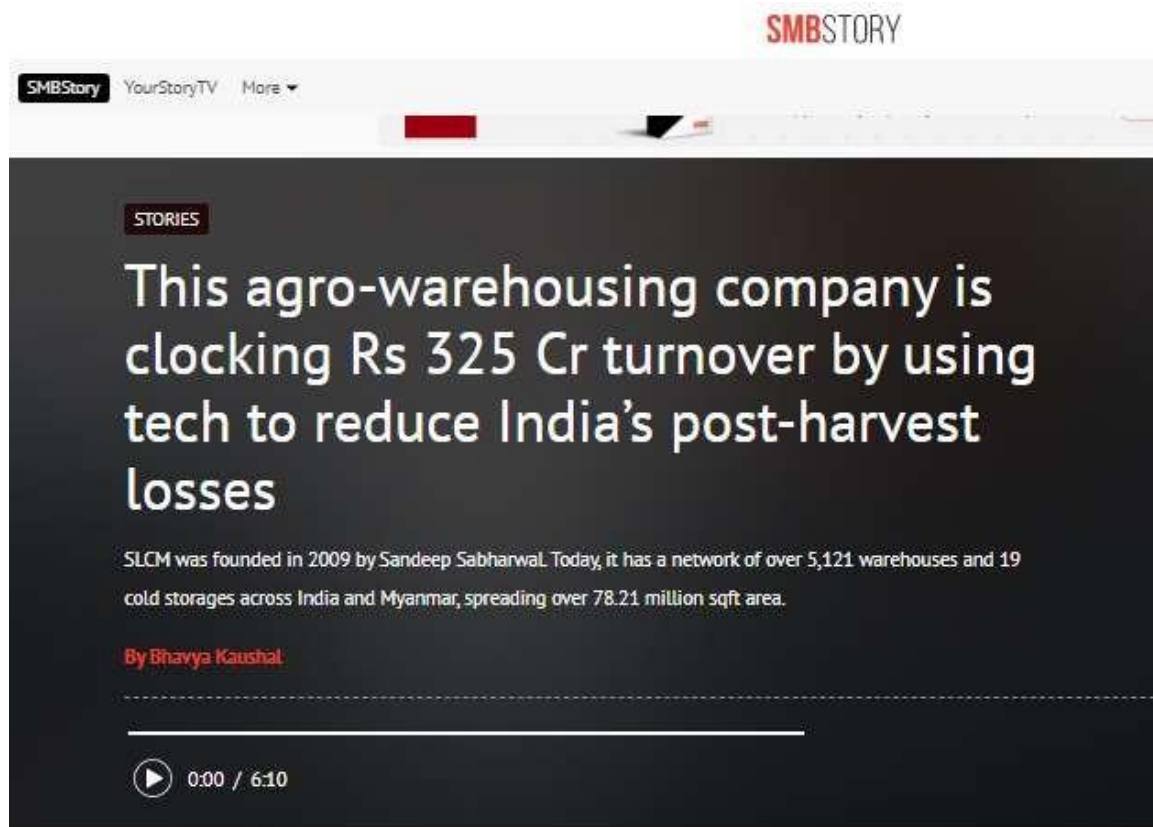 SMBSTORY
SMBStory YourStoryTV More
STORIES
This agro-warehousing company is
clocking Rs 325 Cr turnover by using
tech to reduce India’s post-harvest
losses
SLCM was founded in 2009 by Sandeep Sabharwal. Today, it has a network of over 5,121 warehouses and 19
cold storages across India and Myanmar, spreading over 78.21 million sqft area.
By Bhavya Kaushal
0:00 / 6:10